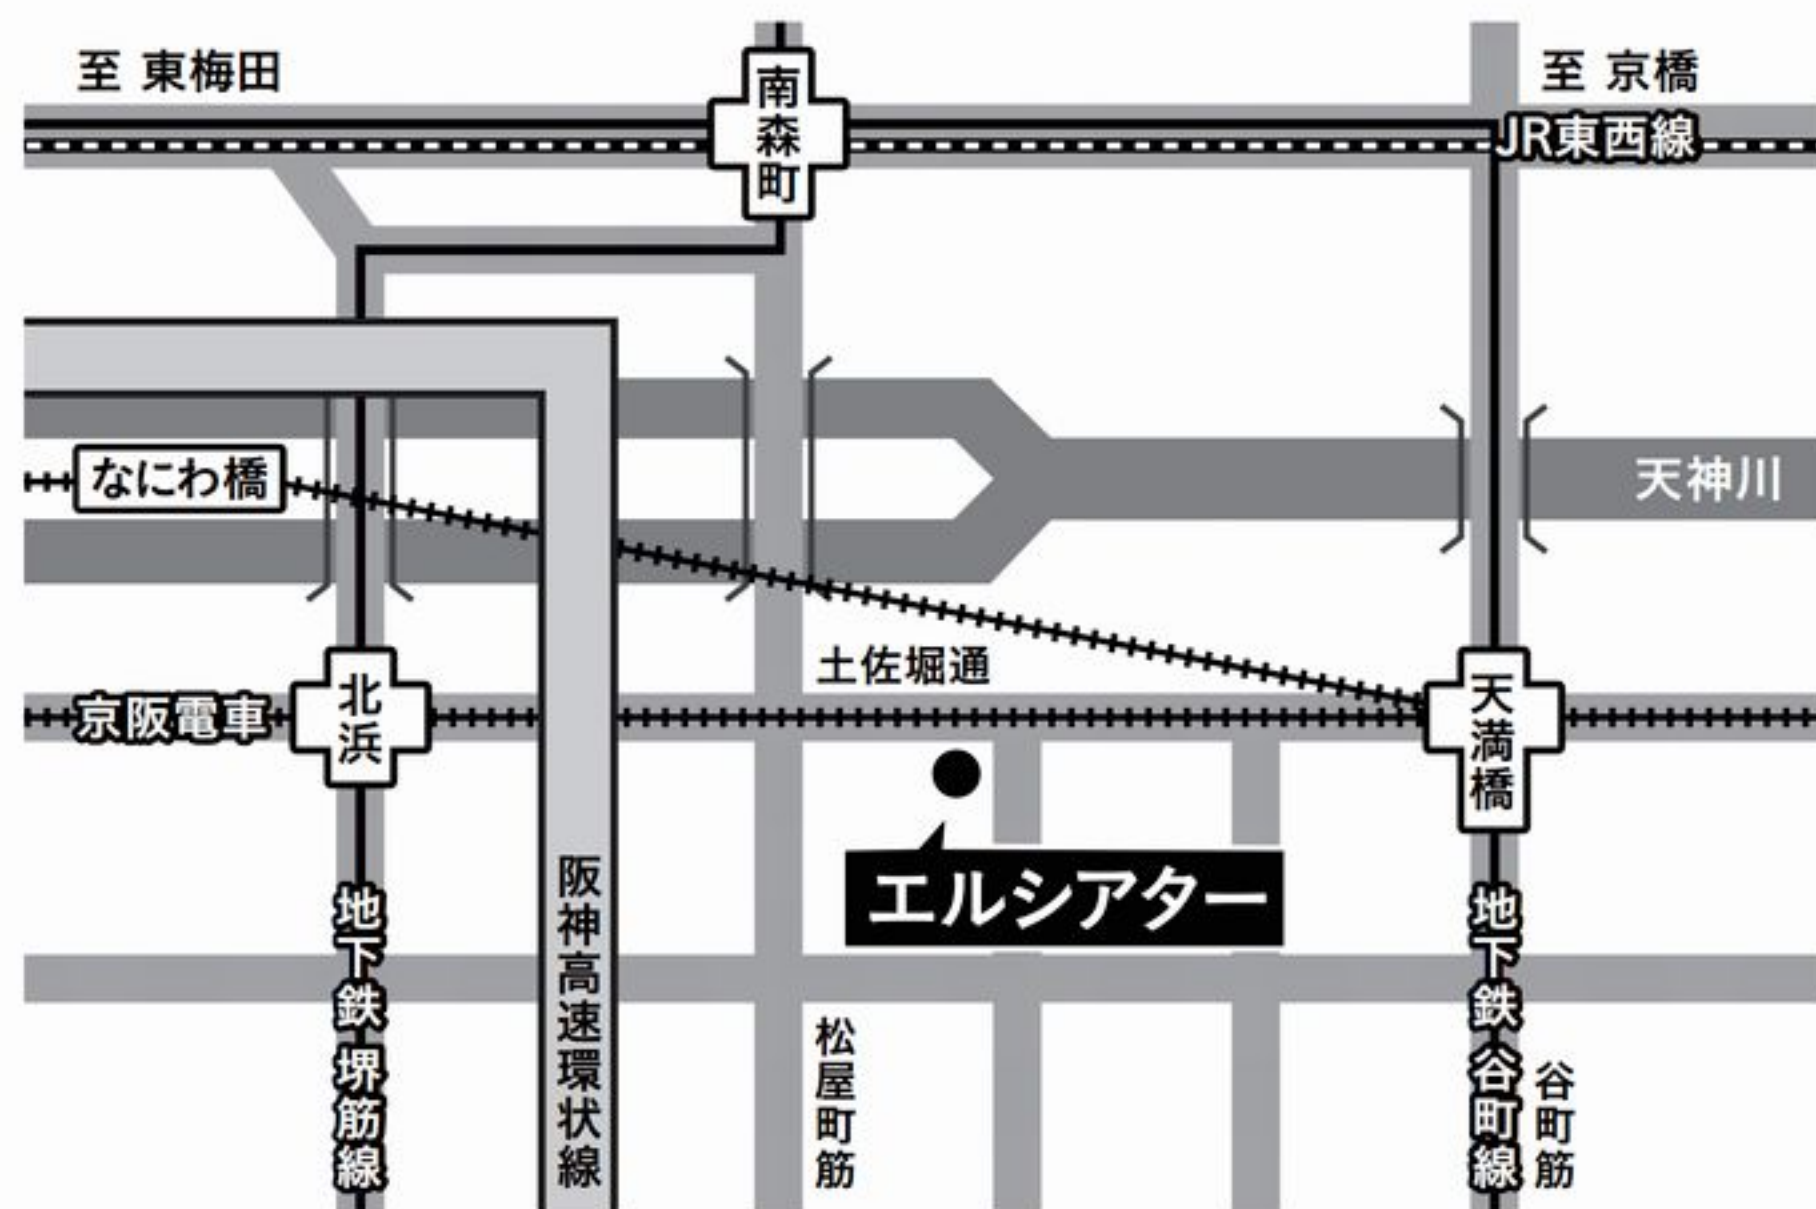 至 東梅田
南森町
至 京橋
JR東西線
なにわ橋
天神川
土佐堀通
京阪電車
北浜
天満橋
エルシアター
地下鉄 堺筋線
阪神高速環状線
松屋町筋
地下鉄 谷町線
谷町筋